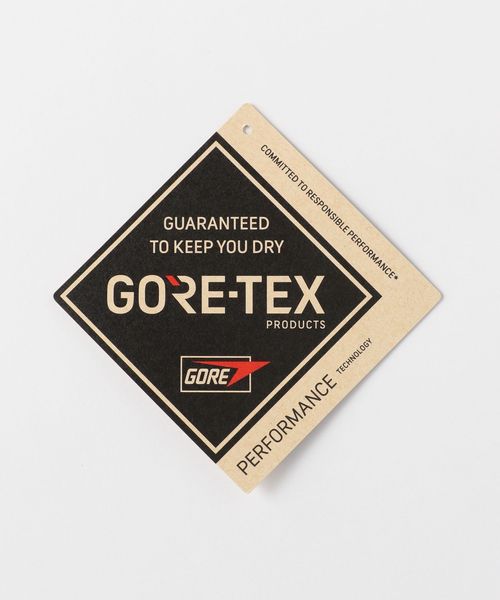 COMMITTED TO RESPONSIBLE PERFORMANCE*
GUARANTEED
TO KEEP YOU DRY
GORE-TEX
PRODUCTS
GORE
PERFORMANCE TECHNOLOGY